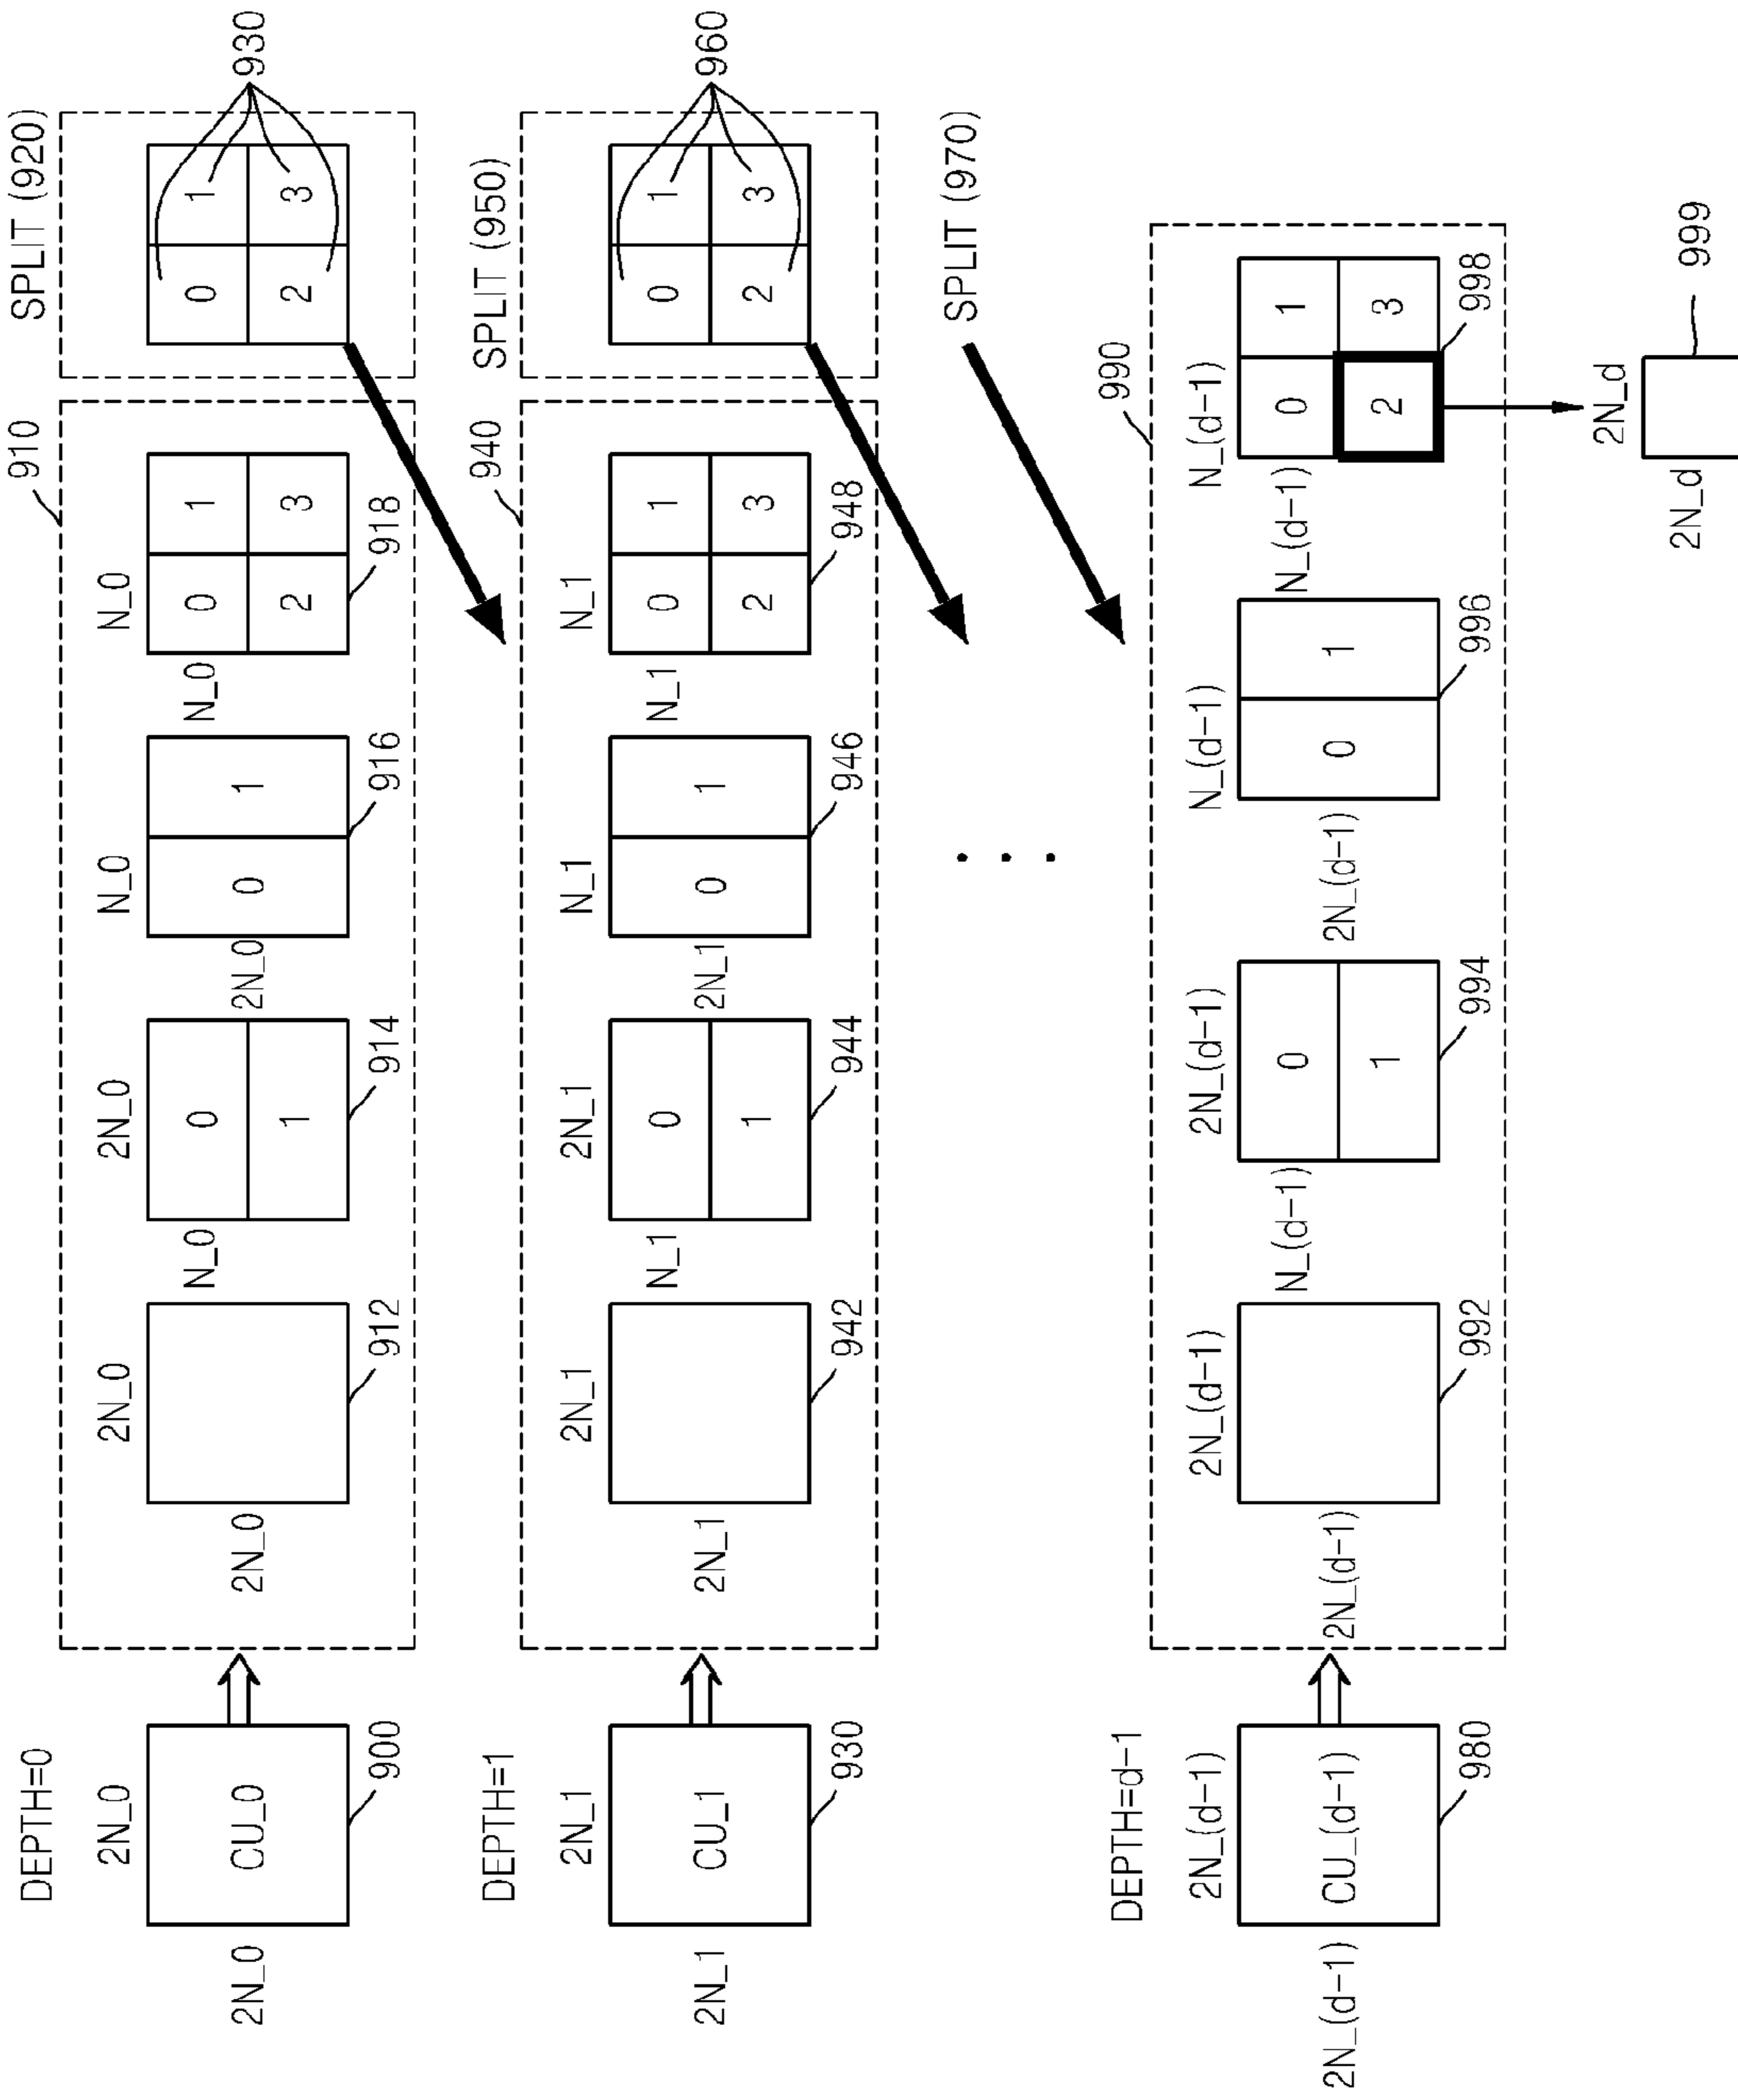 DEPTH=0
2N_0
2N_0
CU_0
900
910
2N_0
2N_0
912
2N_0
N_0
0
1
914
N_0
2N_0
0
1
916
N_0
N_0
0
1
2
3
918
SPLIT (920)
0
1
2
3
930
DEPTH=1
2N_1
2N_1
CU_1
930
940
2N_1
2N_1
942
2N_1
N_1
0
1
944
N_1
2N_1
0
1
946
N_1
N_1
0
1
2
3
948
SPLIT (950)
0
1
2
3
960
SPLIT (970)
DEPTH=d-1
2N_(d-1)
2N_(d-1)
CU_(d-1)
980
990
2N_(d-1)
2N_(d-1)
992
2N_(d-1)
N_(d-1)
0
1
994
N_(d-1)
2N_(d-1)
0
1
996
N_(d-1)
N_(d-1)
0
1
2
3
998
2N_d
2N_d
999